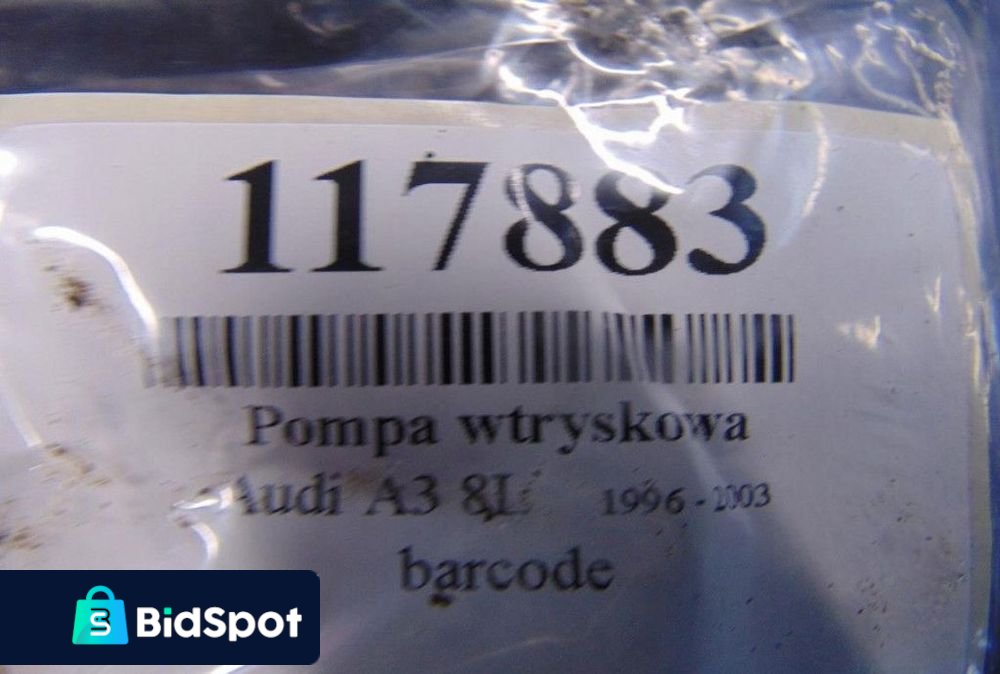 117883
Pompa wtryskowa
Audi A3 8L 1996 - 2003
barcode
BidSpot